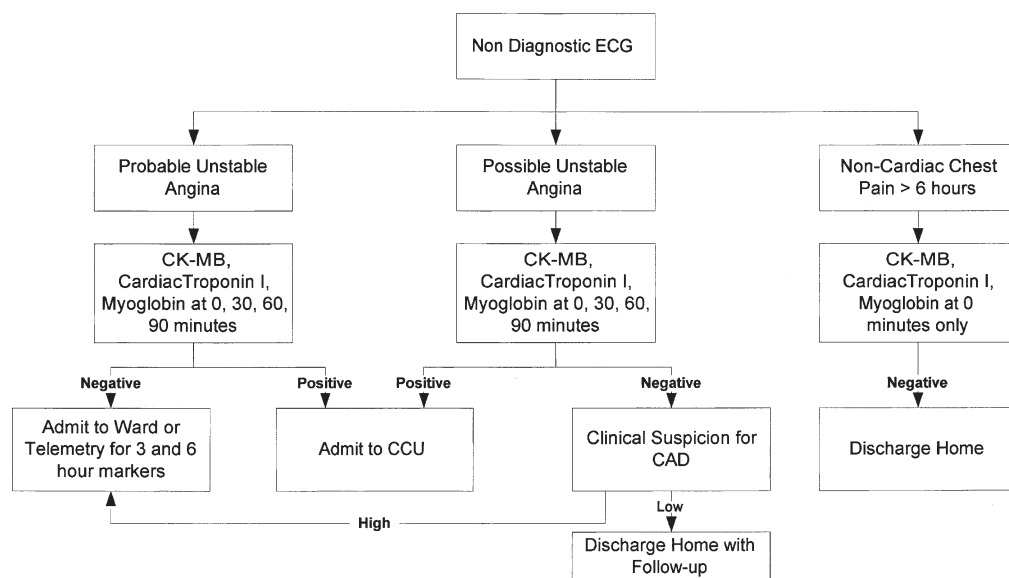 Non Diagnostic ECG
Probable Unstable
Angina
Possible Unstable
Angina
Non-Cardiac Chest
Pain > 6 hours
CK-MB,
CardiacTroponin I,
Myoglobin at 0, 30, 60,
90 minutes
CK-MB,
CardiacTroponin I,
Myoglobin at 0, 30, 60,
90 minutes
CK-MB,
CardiacTroponin I,
Myoglobin at 0
minutes only
Negative
Positive
Positive
Negative
Negative
Admit to Ward or
Telemetry for 3 and 6
hour markers
Admit to CCU
Clinical Suspicion for
CAD
Discharge Home
High
Low
Discharge Home with
Follow-up